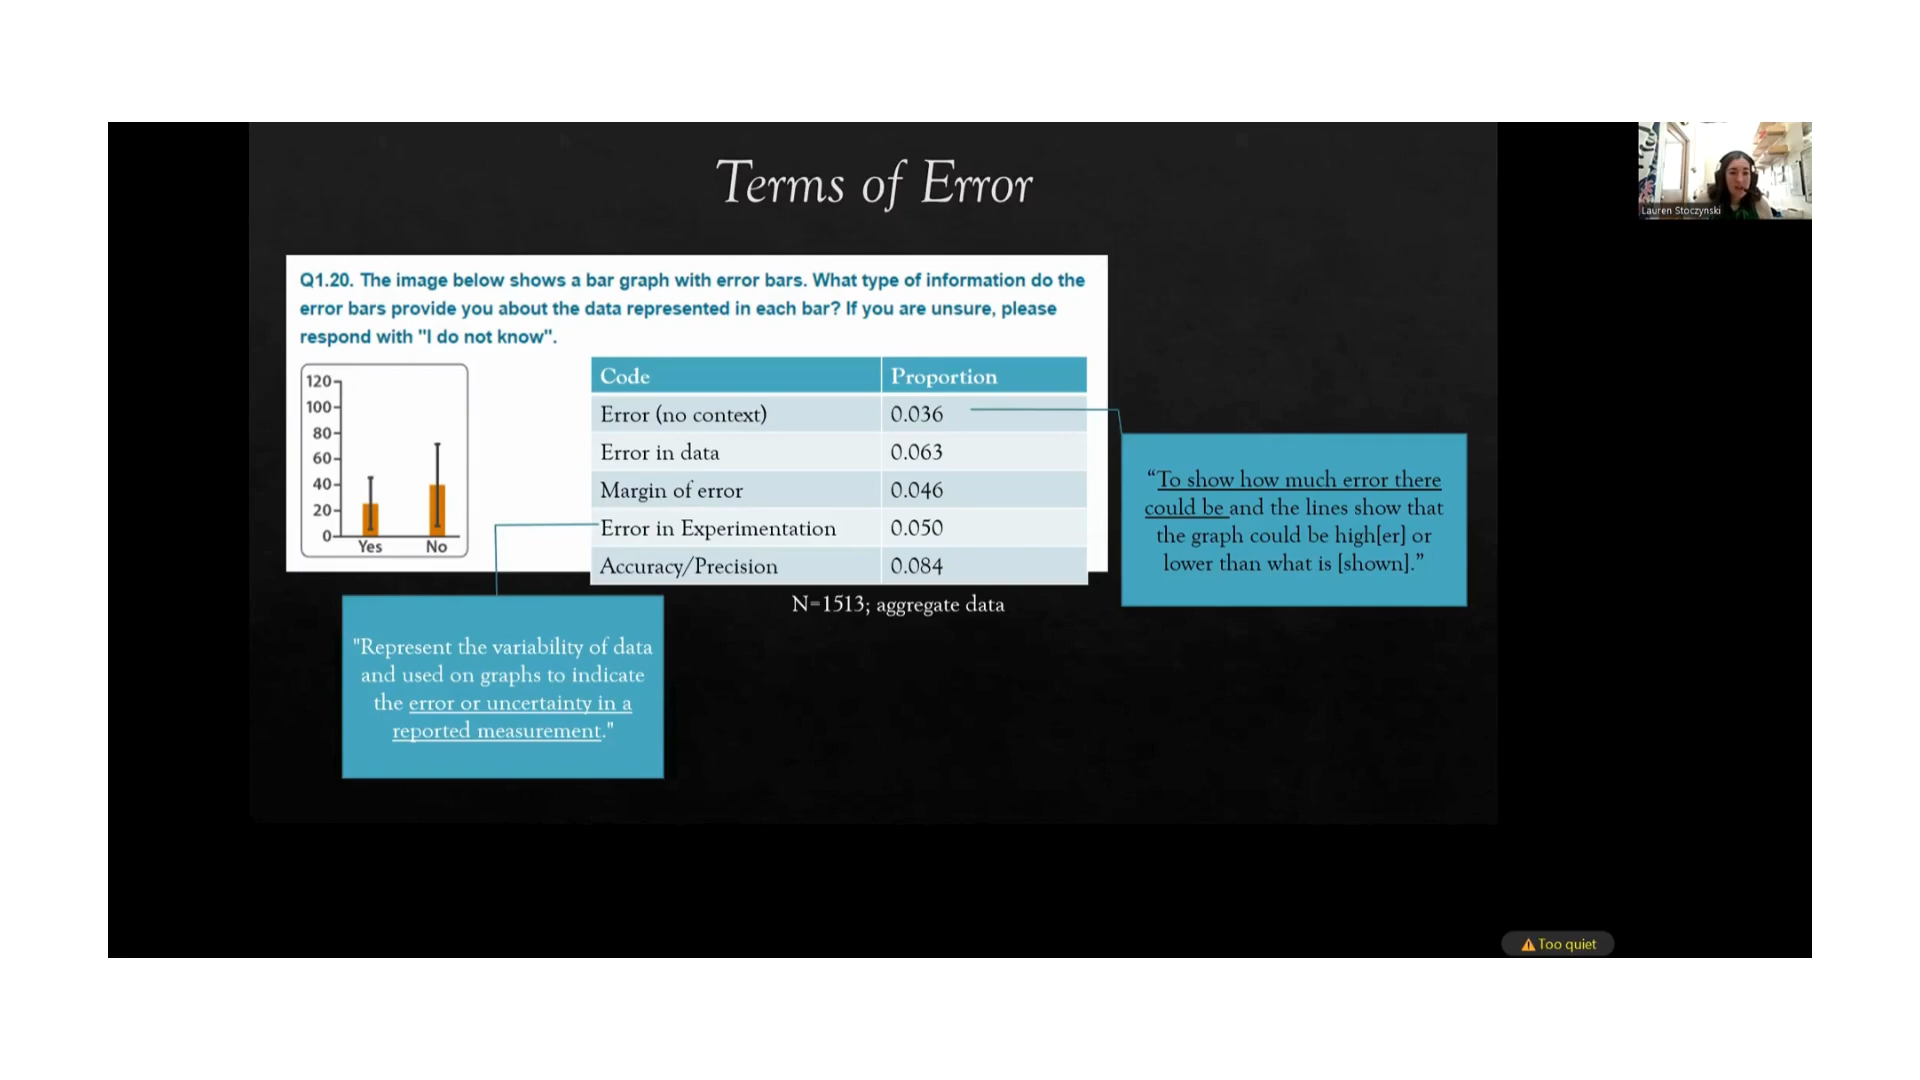 Terms of Error
Lauren Stoczynski
Q1.20. The image below shows a bar graph with error bars. What type of information do the
error bars provide you about the data represented in each bar? If you are unsure, please
respond with "I do not know".
120
100
80
60
40
20
0
Yes No
Code Proportion
Error (no context) 0.036
Error in data 0.063
Margin of error 0.046
Error in Experimentation 0.050
Accuracy/Precision 0.084
N=1513; aggregate data
“To show how much error there
could be and the lines show that
the graph could be high[er] or
lower than what is [shown].”
"Represent the variability of data
and used on graphs to indicate
the error or uncertainty in a
reported measurement."
Too quiet